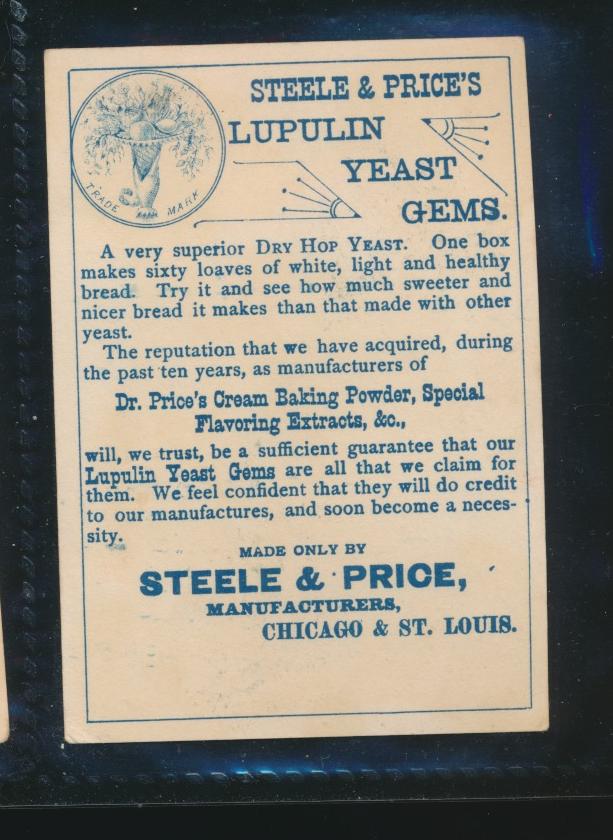 TRADE MARK
STEELE & PRICE'S
LUPULIN
YEAST
GEMS.
A very superior DRY HOP YEAST. One box
makes sixty loaves of white, light and healthy
bread. Try it and see how much sweeter and
nicer bread it makes than that made with other
yeast.
The reputation that we have acquired, during
the past ten years, as manufacturers of
Dr. Price's Cream Baking Powder, Special
Flavoring Extracts, &c.,
will, we trust, be a sufficient guarantee that our
Lupulin Yeast Gems are all that we claim for
them. We feel confident that they will do credit
to our manufactures, and soon become a neces-
sity.
MADE ONLY BY
STEELE & PRICE,
MANUFACTURERS,
CHICAGO & ST. LOUIS.